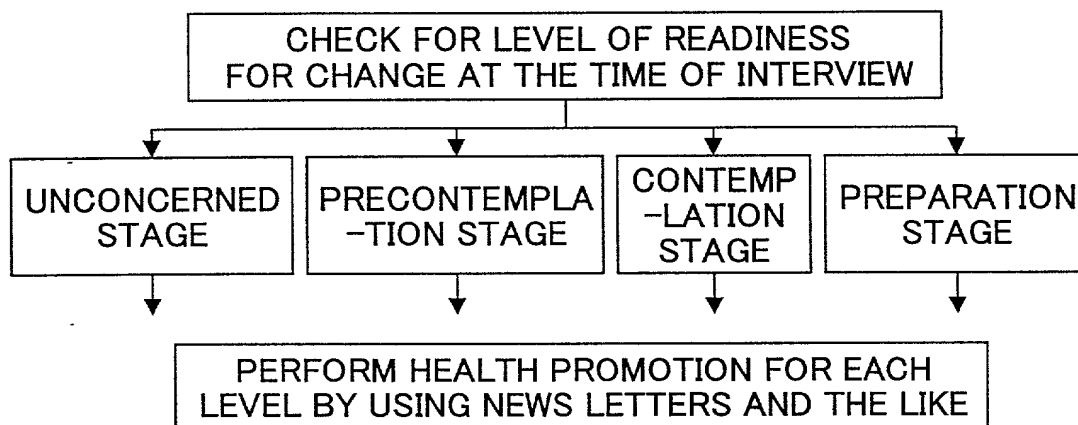 CHECK FOR LEVEL OF READINESS
FOR CHANGE AT THE TIME OF INTERVIEW
UNCONCERNED
STAGE
PRECONTEMPLA
-TION STAGE
CONTEMP
-LATION
STAGE
PREPARATION
STAGE
PERFORM HEALTH PROMOTION FOR EACH
LEVEL BY USING NEWS LETTERS AND THE LIKE